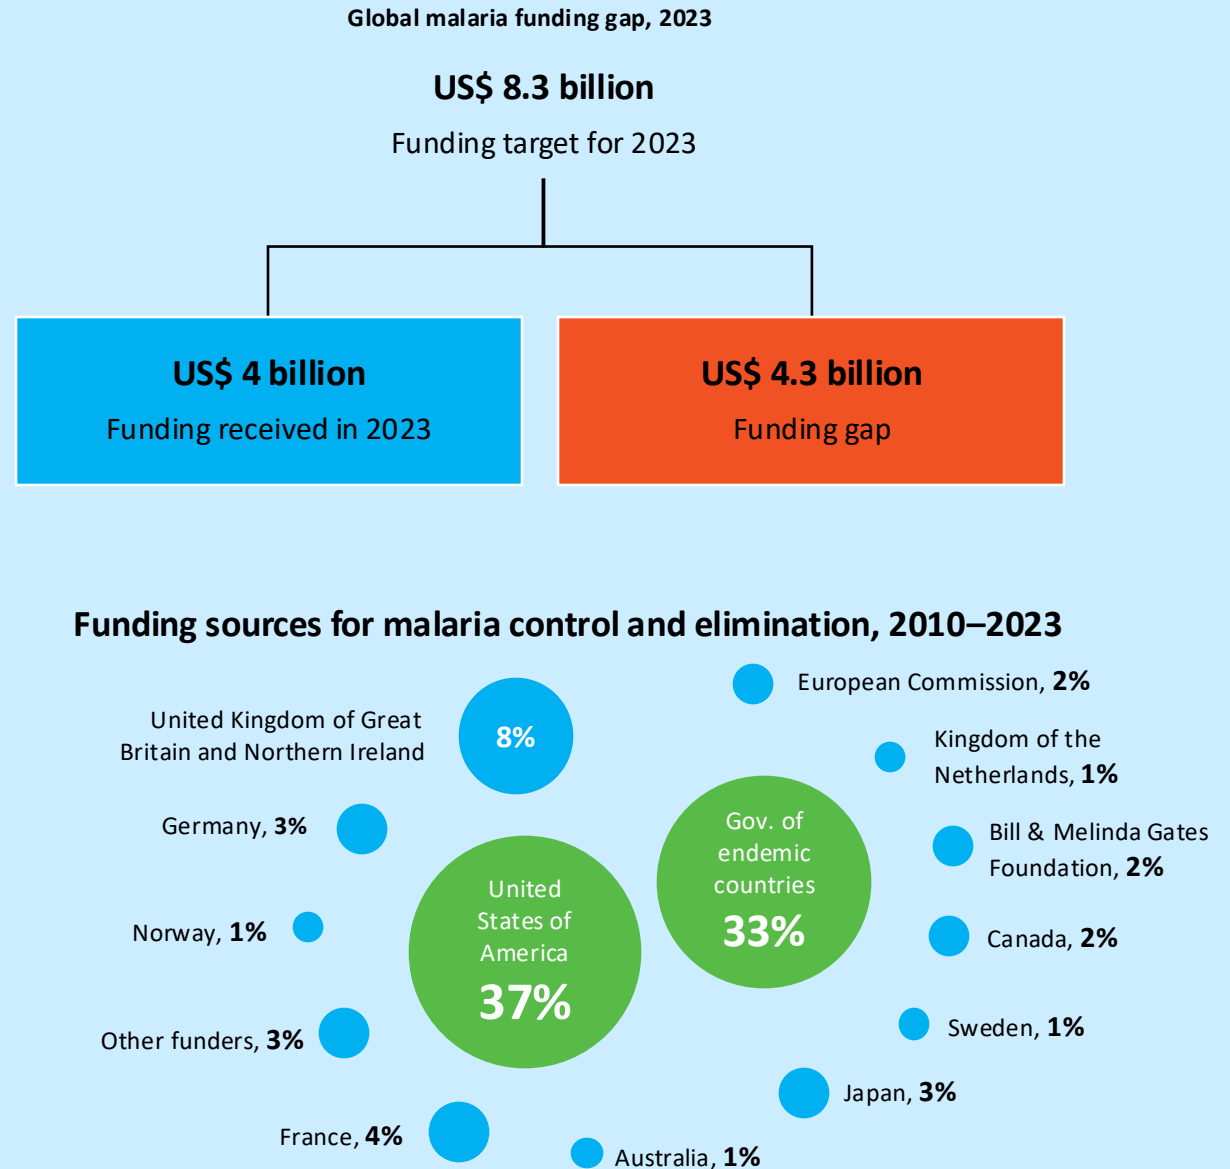 Global malaria funding gap, 2023
US$ 8.3 billion
Funding target for 2023
US$ 4 billion
Funding received in 2023
US$ 4.3 billion
Funding gap
Funding sources for malaria control and elimination, 2010–2023
United Kingdom of Great
Britain and Northern Ireland
8%
European Commission, 2%
Kingdom of the
Netherlands, 1%
Germany, 3%
Gov. of
endemic
countries
33%
Bill & Melinda Gates
Foundation, 2%
United
States of
America
37%
Norway, 1%
Canada, 2%
Other funders, 3%
Sweden, 1%
Japan, 3%
France, 4%
Australia, 1%